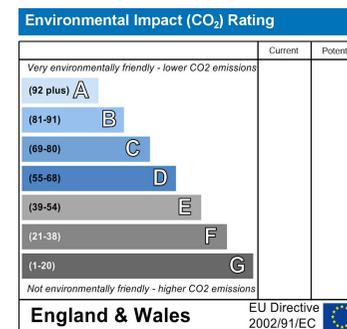 Environmental Impact (CO₂) Rating
Current Potent
Very environmentally friendly - lower CO2 emissions
(92 plus) A
(81-91) B
(69-80) C
(55-68) D
(39-54) E
(21-38) F
(1-20) G
Not environmentally friendly - higher CO2 emissions
England & Wales
EU Directive
2002/91/EC